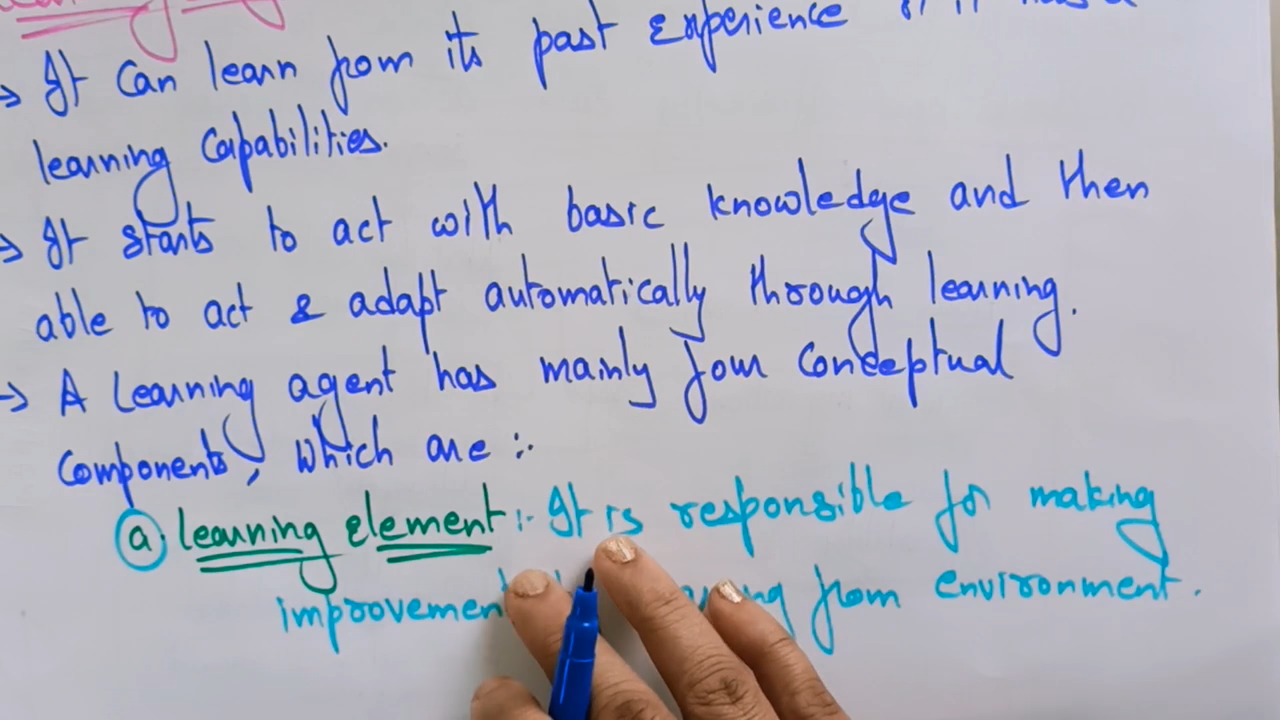 → It can learn from its past experience
learning capabilities.
→ It starts to act with basic knowledge and then
able to act & adapt automatically through learning.
→ A learning agent has mainly four conceptual
components, which are :-
a. learning element :- It is responsible for making
improvement from environment.